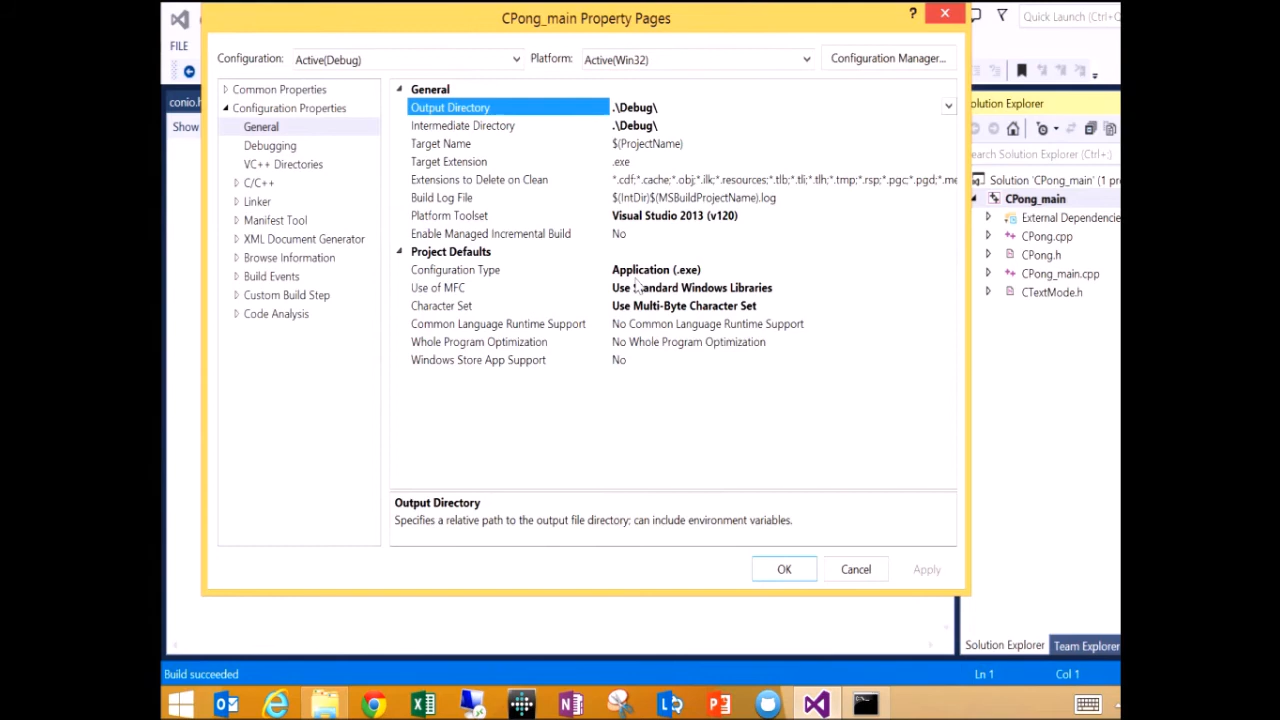 CPong_main Property Pages
?
Quick Launch (Ctrl+
FILE
Configuration: Active(Debug) Platform: Active(Win32) Configuration Manager...
conio.h
Show
Common Properties
Configuration Properties
General
Debugging
VC++ Directories
C/C++
Linker
Manifest Tool
XML Document Generator
Browse Information
Build Events
Custom Build Step
Code Analysis
General
Output Directory .\Debug\
Intermediate Directory .\Debug\
Target Name $(ProjectName)
Target Extension .exe
Extensions to Delete on Clean *.cdf;*.cache;*.obj;*.ilk;*.resources;*.tlb;*.tli;*.tlh;*.tmp;*.rsp;*.pgc;*.pgd;*.me
Build Log File $(IntDir)$(MSBuildProjectName).log
Platform Toolset Visual Studio 2013 (v120)
Enable Managed Incremental Build No
Project Defaults
Configuration Type Application (.exe)
Use of MFC Use Standard Windows Libraries
Character Set Use Multi-Byte Character Set
Common Language Runtime Support No Common Language Runtime Support
Whole Program Optimization No Whole Program Optimization
Windows Store App Support No
Output Directory
Specifies a relative path to the output file directory; can include environment variables.
OK Cancel Apply
olution Explorer
earch Solution Explorer (Ctrl+;)
Solution 'CPong_main' (1 pr
CPong_main
External Dependencie
CPong.cpp
CPong.h
CPong_main.cpp
CTextMode.h
Solution Explorer Team Explorer
Build succeeded Ln 1 Col 1